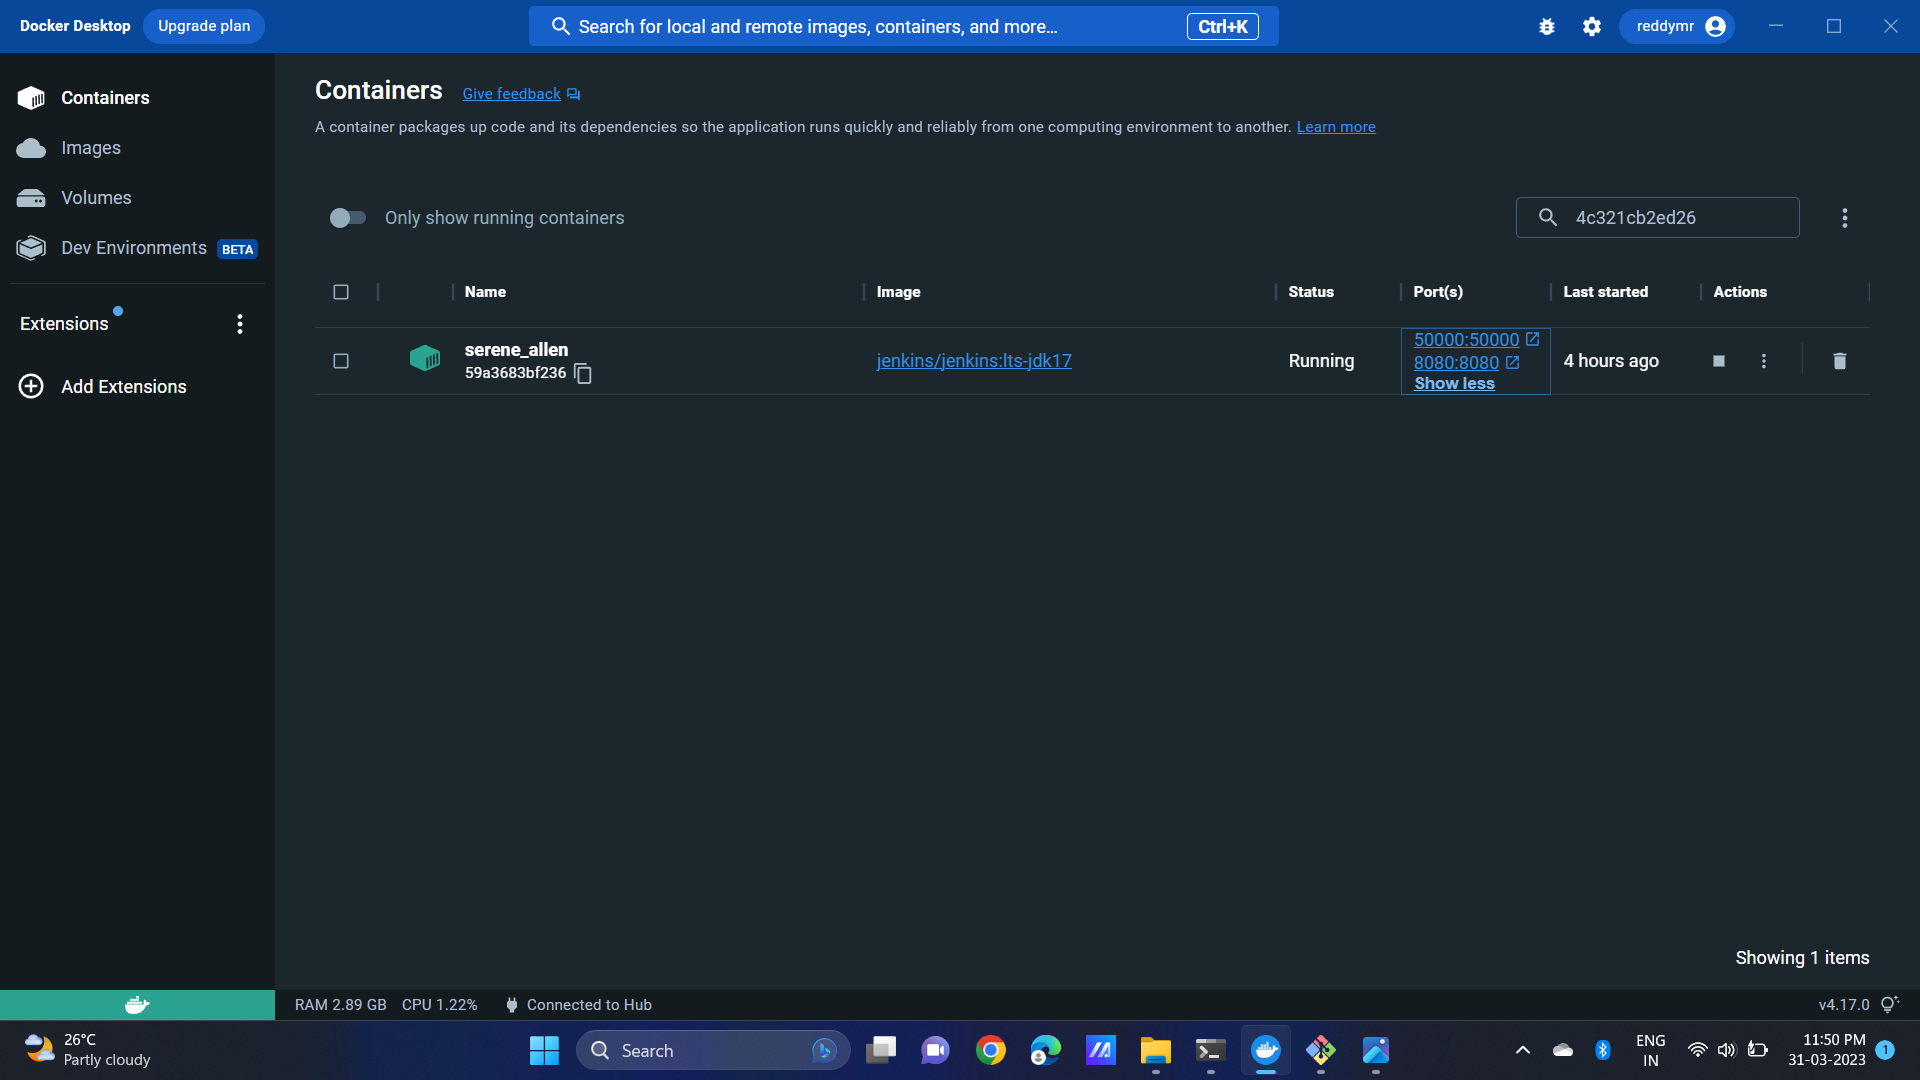 Docker Desktop
Upgrade plan
Search for local and remote images, containers, and more...
Ctrl+K
reddymr
Containers
Images
Volumes
Dev Environments BETA
Extensions
Add Extensions
Containers Give feedback
A container packages up code and its dependencies so the application runs quickly and reliably from one computing environment to another. Learn more
Only show running containers
4c321cb2ed26
Name Image Status Port(s) Last started Actions
serene_allen
59a3683bf236
jenkins/jenkins:lts-jdk17
Running
50000:50000
8080:8080
Show less
4 hours ago
Showing 1 items
RAM 2.89 GB CPU 1.22% Connected to Hub
v4.17.0
26°C
Partly cloudy
Search
ENG
IN
11:50 PM
31-03-2023
1